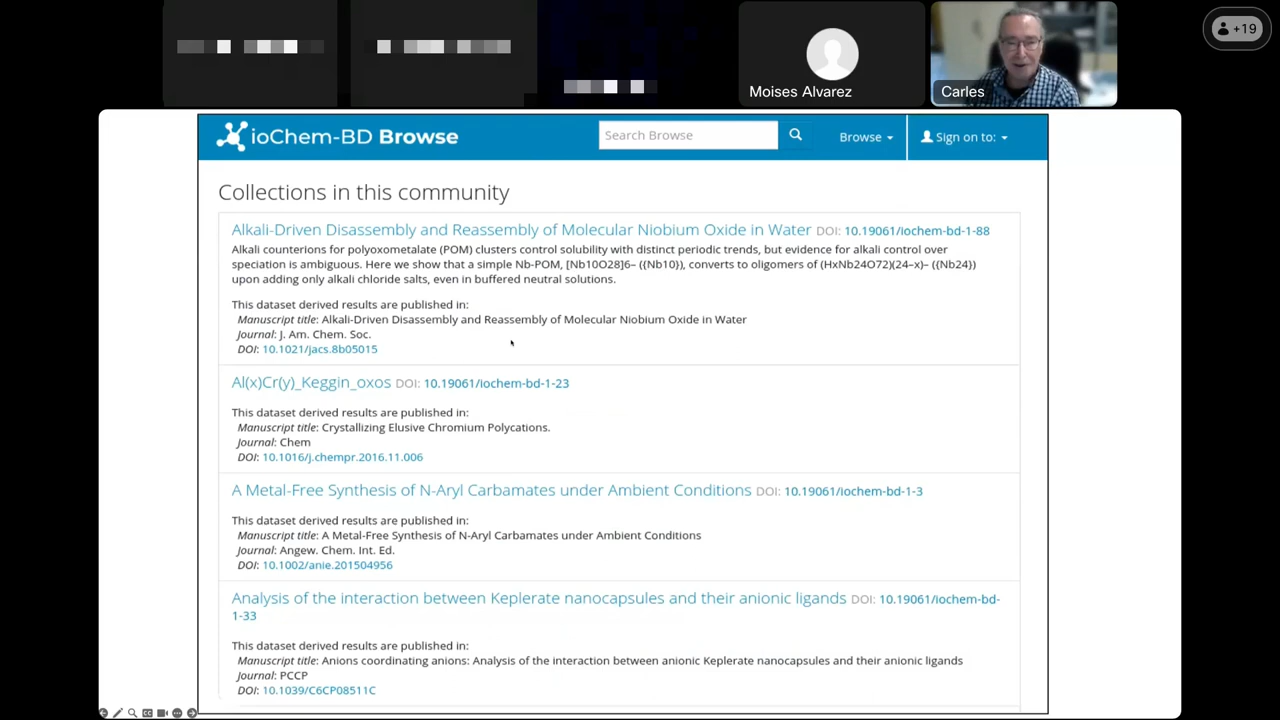 +19
Moises Alvarez
Carles
ioChem-BD Browse
Search Browse
Browse
Sign on to:
Collections in this community
Alkali-Driven Disassembly and Reassembly of Molecular Niobium Oxide in Water DOI: 10.19061/iochem-bd-1-88
Alkali counterions for polyoxometalate (POM) clusters control solubility with distinct periodic trends, but evidence for alkali control over
speciation is ambiguous. Here we show that a simple Nb-POM, [Nb10O28]6– ({Nb10}), converts to oligomers of (HxNb24O72)(24–x)– ({Nb24})
upon adding only alkali chloride salts, even in buffered neutral solutions.
This dataset derived results are published in:
Manuscript title: Alkali-Driven Disassembly and Reassembly of Molecular Niobium Oxide in Water
Journal: J. Am. Chem. Soc.
DOI: 10.1021/jacs.8b05015
Al(x)Cr(y)_Keggin_oxos DOI: 10.19061/iochem-bd-1-23
This dataset derived results are published in:
Manuscript title: Crystallizing Elusive Chromium Polycations.
Journal: Chem
DOI: 10.1016/j.chempr.2016.11.006
A Metal-Free Synthesis of N-Aryl Carbamates under Ambient Conditions DOI: 10.19061/iochem-bd-1-3
This dataset derived results are published in:
Manuscript title: A Metal-Free Synthesis of N-Aryl Carbamates under Ambient Conditions
Journal: Angew. Chem. Int. Ed.
DOI: 10.1002/anie.201504956
Analysis of the interaction between Keplerate nanocapsules and their anionic ligands DOI: 10.19061/iochem-bd-
1-33
This dataset derived results are published in:
Manuscript title: Anions coordinating anions: Analysis of the interaction between anionic Keplerate nanocapsules and their anionic ligands
Journal: PCCP
DOI: 10.1039/C6CP08511C